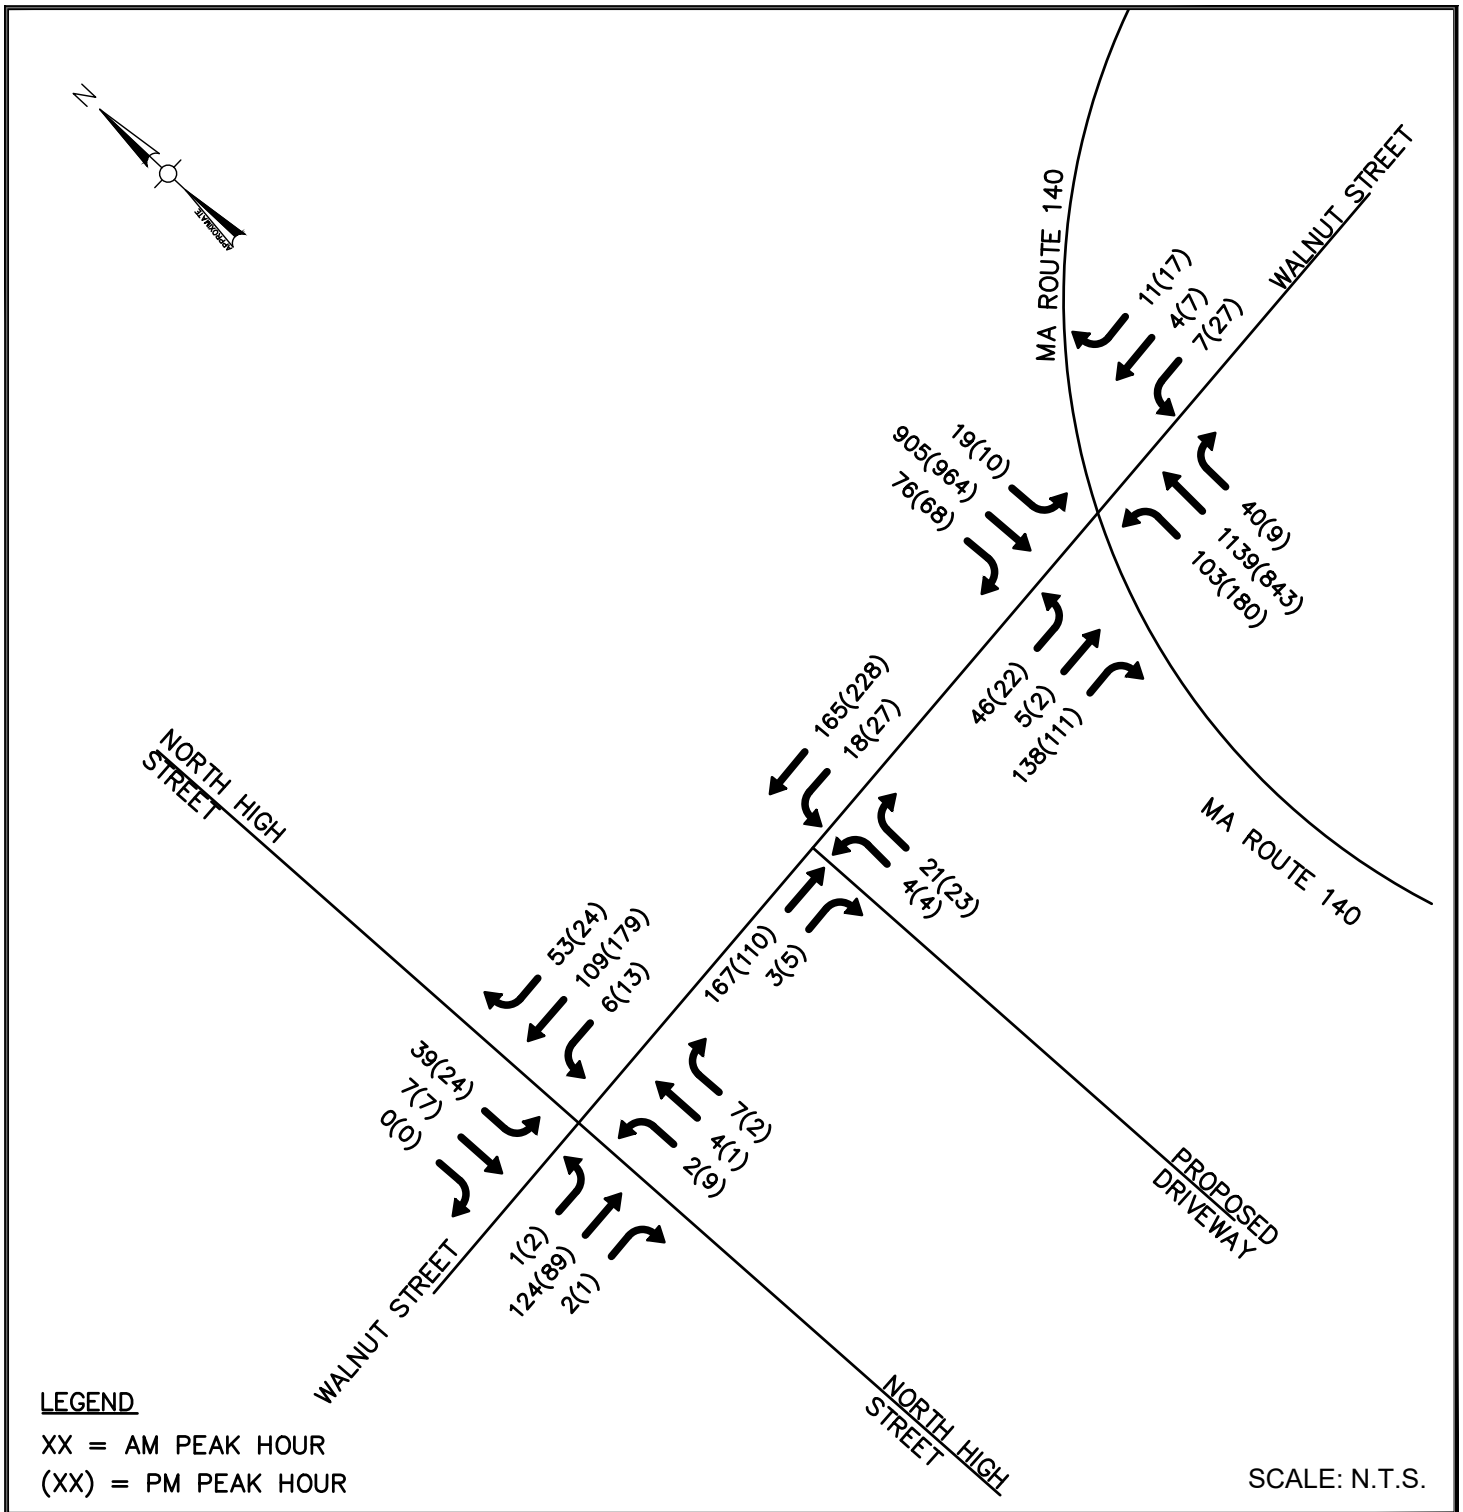 N
APPROXIMATE
MA ROUTE 140
WALNUT STREET
11(17)
4(7)
7(27)
19(10)
905(964)
76(68)
40(9)
1139(843)
103(180)
46(22)
5(2)
138(111)
MA ROUTE 140
165(228)
18(27)
21(23)
4(4)
167(110)
3(5)
NORTH HIGH
STREET
53(24)
109(179)
6(13)
39(24)
7(7)
0(0)
7(2)
4(1)
2(9)
1(2)
124(89)
2(1)
PROPOSED
DRIVEWAY
WALNUT STREET
NORTH HIGH
STREET
LEGEND
XX = AM PEAK HOUR
(XX) = PM PEAK HOUR
SCALE: N.T.S.